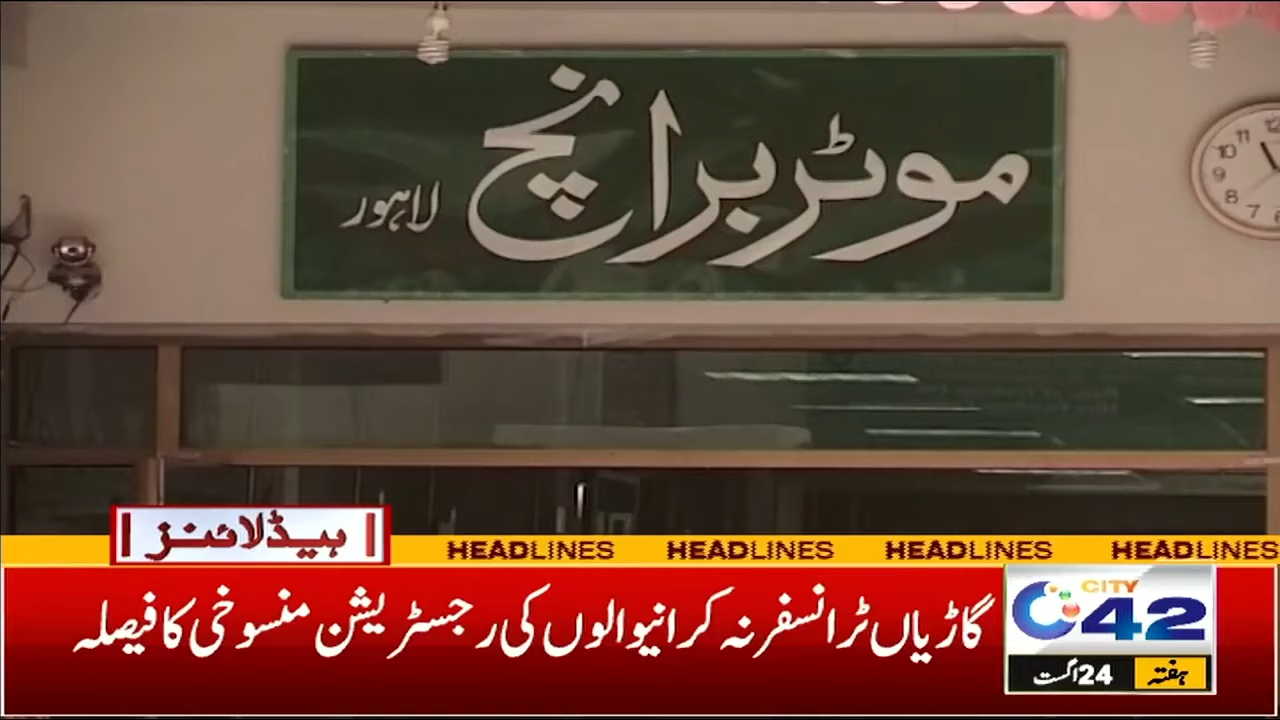 موٹر برانچ
لاہور
ہیڈلائنز
HEADLINES HEADLINES HEADLINES HEADLINES
گاڑیاں ٹرانسفر نہ کرانیوالوں کی رجسٹریشن منسوخی کا فیصلہ
CITY
42
ہفتہ 24 اگست